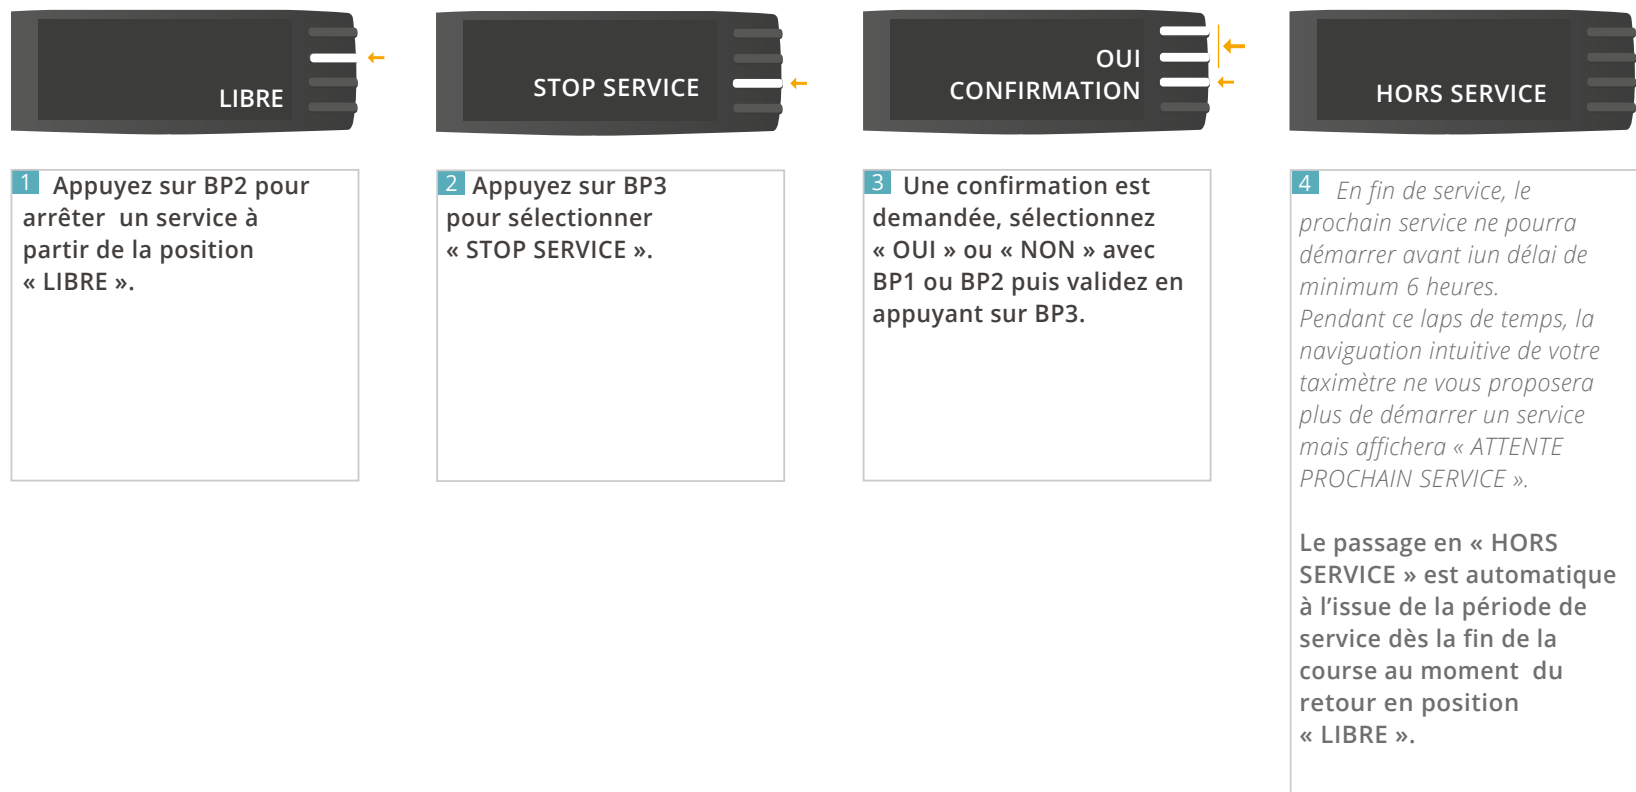 LIBRE
STOP SERVICE
OUI
CONFIRMATION
HORS SERVICE
1 Appuyez sur BP2 pour
arrêter un service à
partir de la position
« LIBRE ».
2 Appuyez sur BP3
pour sélectionner
« STOP SERVICE ».
3 Une confirmation est
demandée, sélectionnez
« OUI » ou « NON » avec
BP1 ou BP2 puis validez en
appuyant sur BP3.
4 En fin de service, le
prochain service ne pourra
démarrer avant iun délai de
minimum 6 heures.
Pendant ce laps de temps, la
naviguation intuitive de votre
taximètre ne vous proposera
plus de démarrer un service
mais affichera « ATTENTE
PROCHAIN SERVICE ».
Le passage en « HORS
SERVICE » est automatique
à l’issue de la période de
service dès la fin de la
course au moment du
retour en position
« LIBRE ».